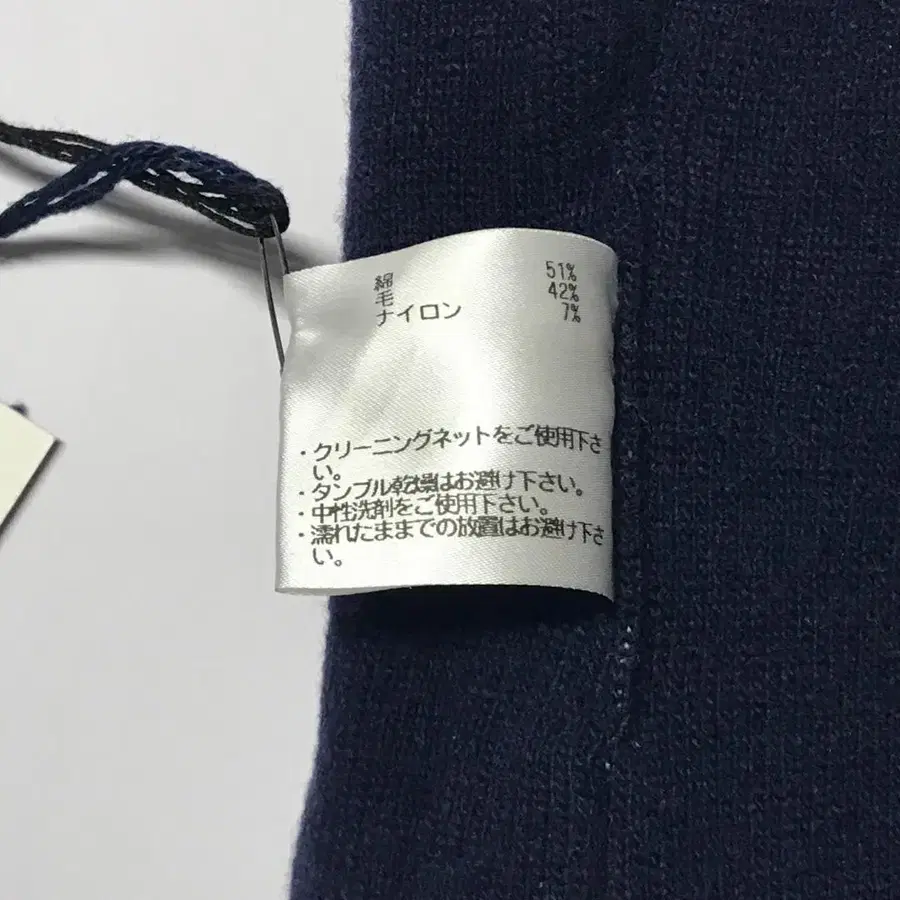 綿 51%
毛 42%
ナイロン 7%
・クリーニングネットをご使用下さ
い。
・タンブル乾燥はお避け下さい。
・中性洗剤をご使用下さい。
・濡れたままでの放置はお避け下さ
い。